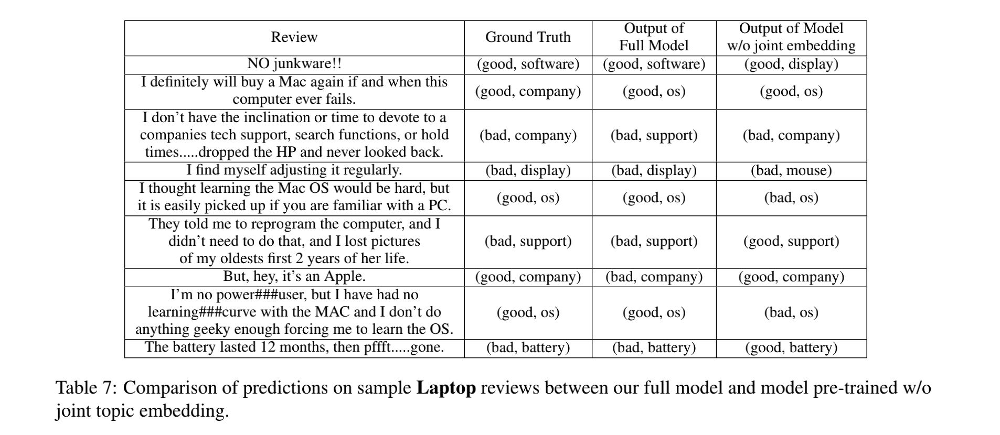 Review
Ground Truth
Output of
Full Model
Output of Model
w/o joint embedding
NO junkware!!
(good, software)
(good, software)
(good, display)
I definitely will buy a Mac again if and when this
computer ever fails.
(good, company)
(good, os)
(good, os)
I don't have the inclination or time to devote to a
companies tech support, search functions, or hold
times.....dropped the HP and never looked back.
(bad, company)
(bad, support)
(bad, company)
I find myself adjusting it regularly.
(bad, display)
(bad, display)
(bad, mouse)
I thought learning the Mac OS would be hard, but
it is easily picked up if you are familiar with a PC.
(good, os)
(good, os)
(bad, os)
They told me to reprogram the computer, and I
didn't need to do that, and I lost pictures
of my oldests first 2 years of her life.
(bad, support)
(bad, support)
(good, support)
But, hey, it's an Apple.
(good, company)
(bad, company)
(good, company)
I'm no power###user, but I have had no
learning###curve with the MAC and I don't do
anything geeky enough forcing me to learn the OS.
(good, os)
(good, os)
(bad, os)
The battery lasted 12 months, then pffft.....gone.
(bad, battery)
(bad, battery)
(good, battery)
Table 7: Comparison of predictions on sample Laptop reviews between our full model and model pre-trained w/o
joint topic embedding.